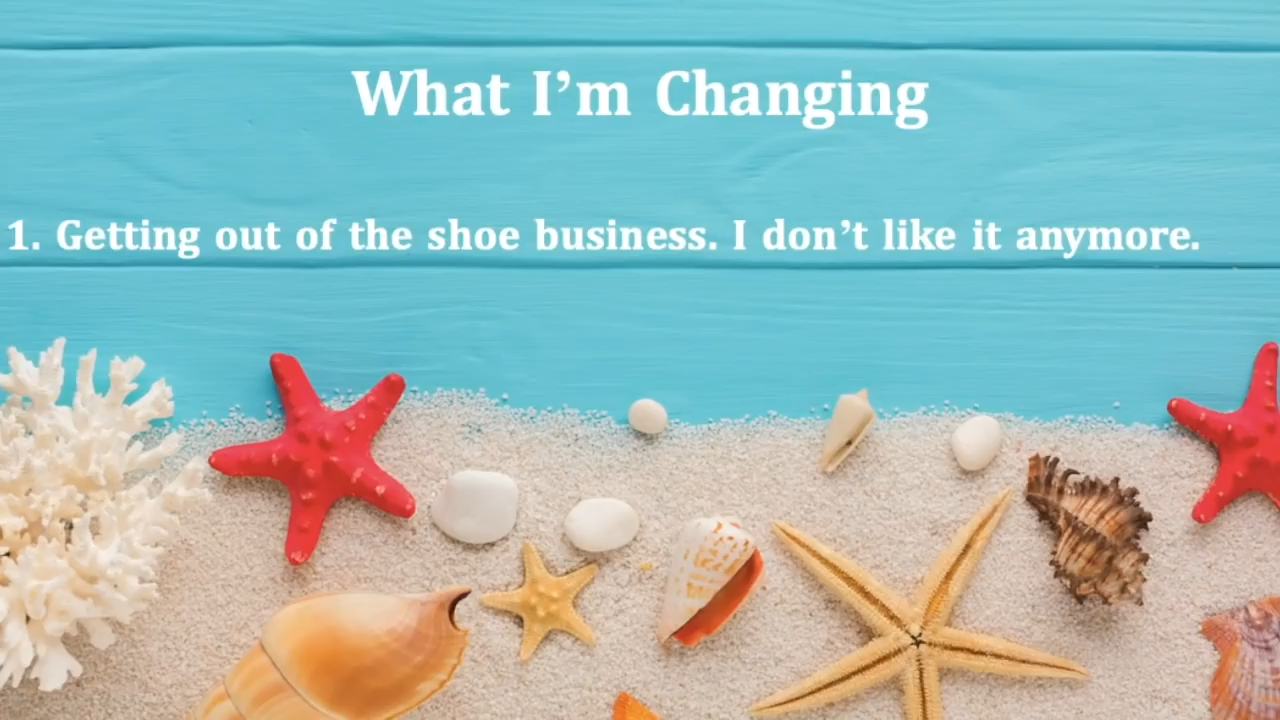 What I’m Changing
1. Getting out of the shoe business. I don’t like it anymore.